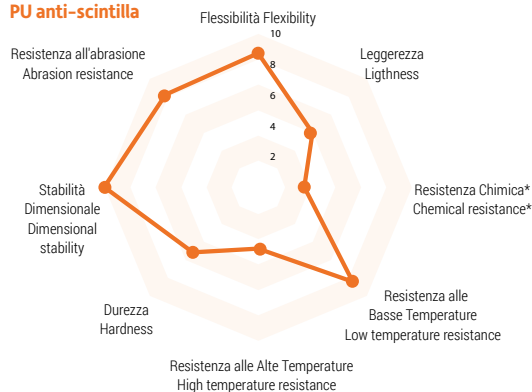 PU anti-scintilla
Flessibilità Flexibility
10
8
6
4
2
Leggerezza
Ligthness
Resistenza Chimica*
Chemical resistance*
Resistenza alle
Basse Temperature
Low temperature resistance
Resistenza alle Alte Temperature
High temperature resistance
Durezza
Hardness
Stabilità
Dimensionale
Dimensional
stability
Resistenza all'abrasione
Abrasion resistance